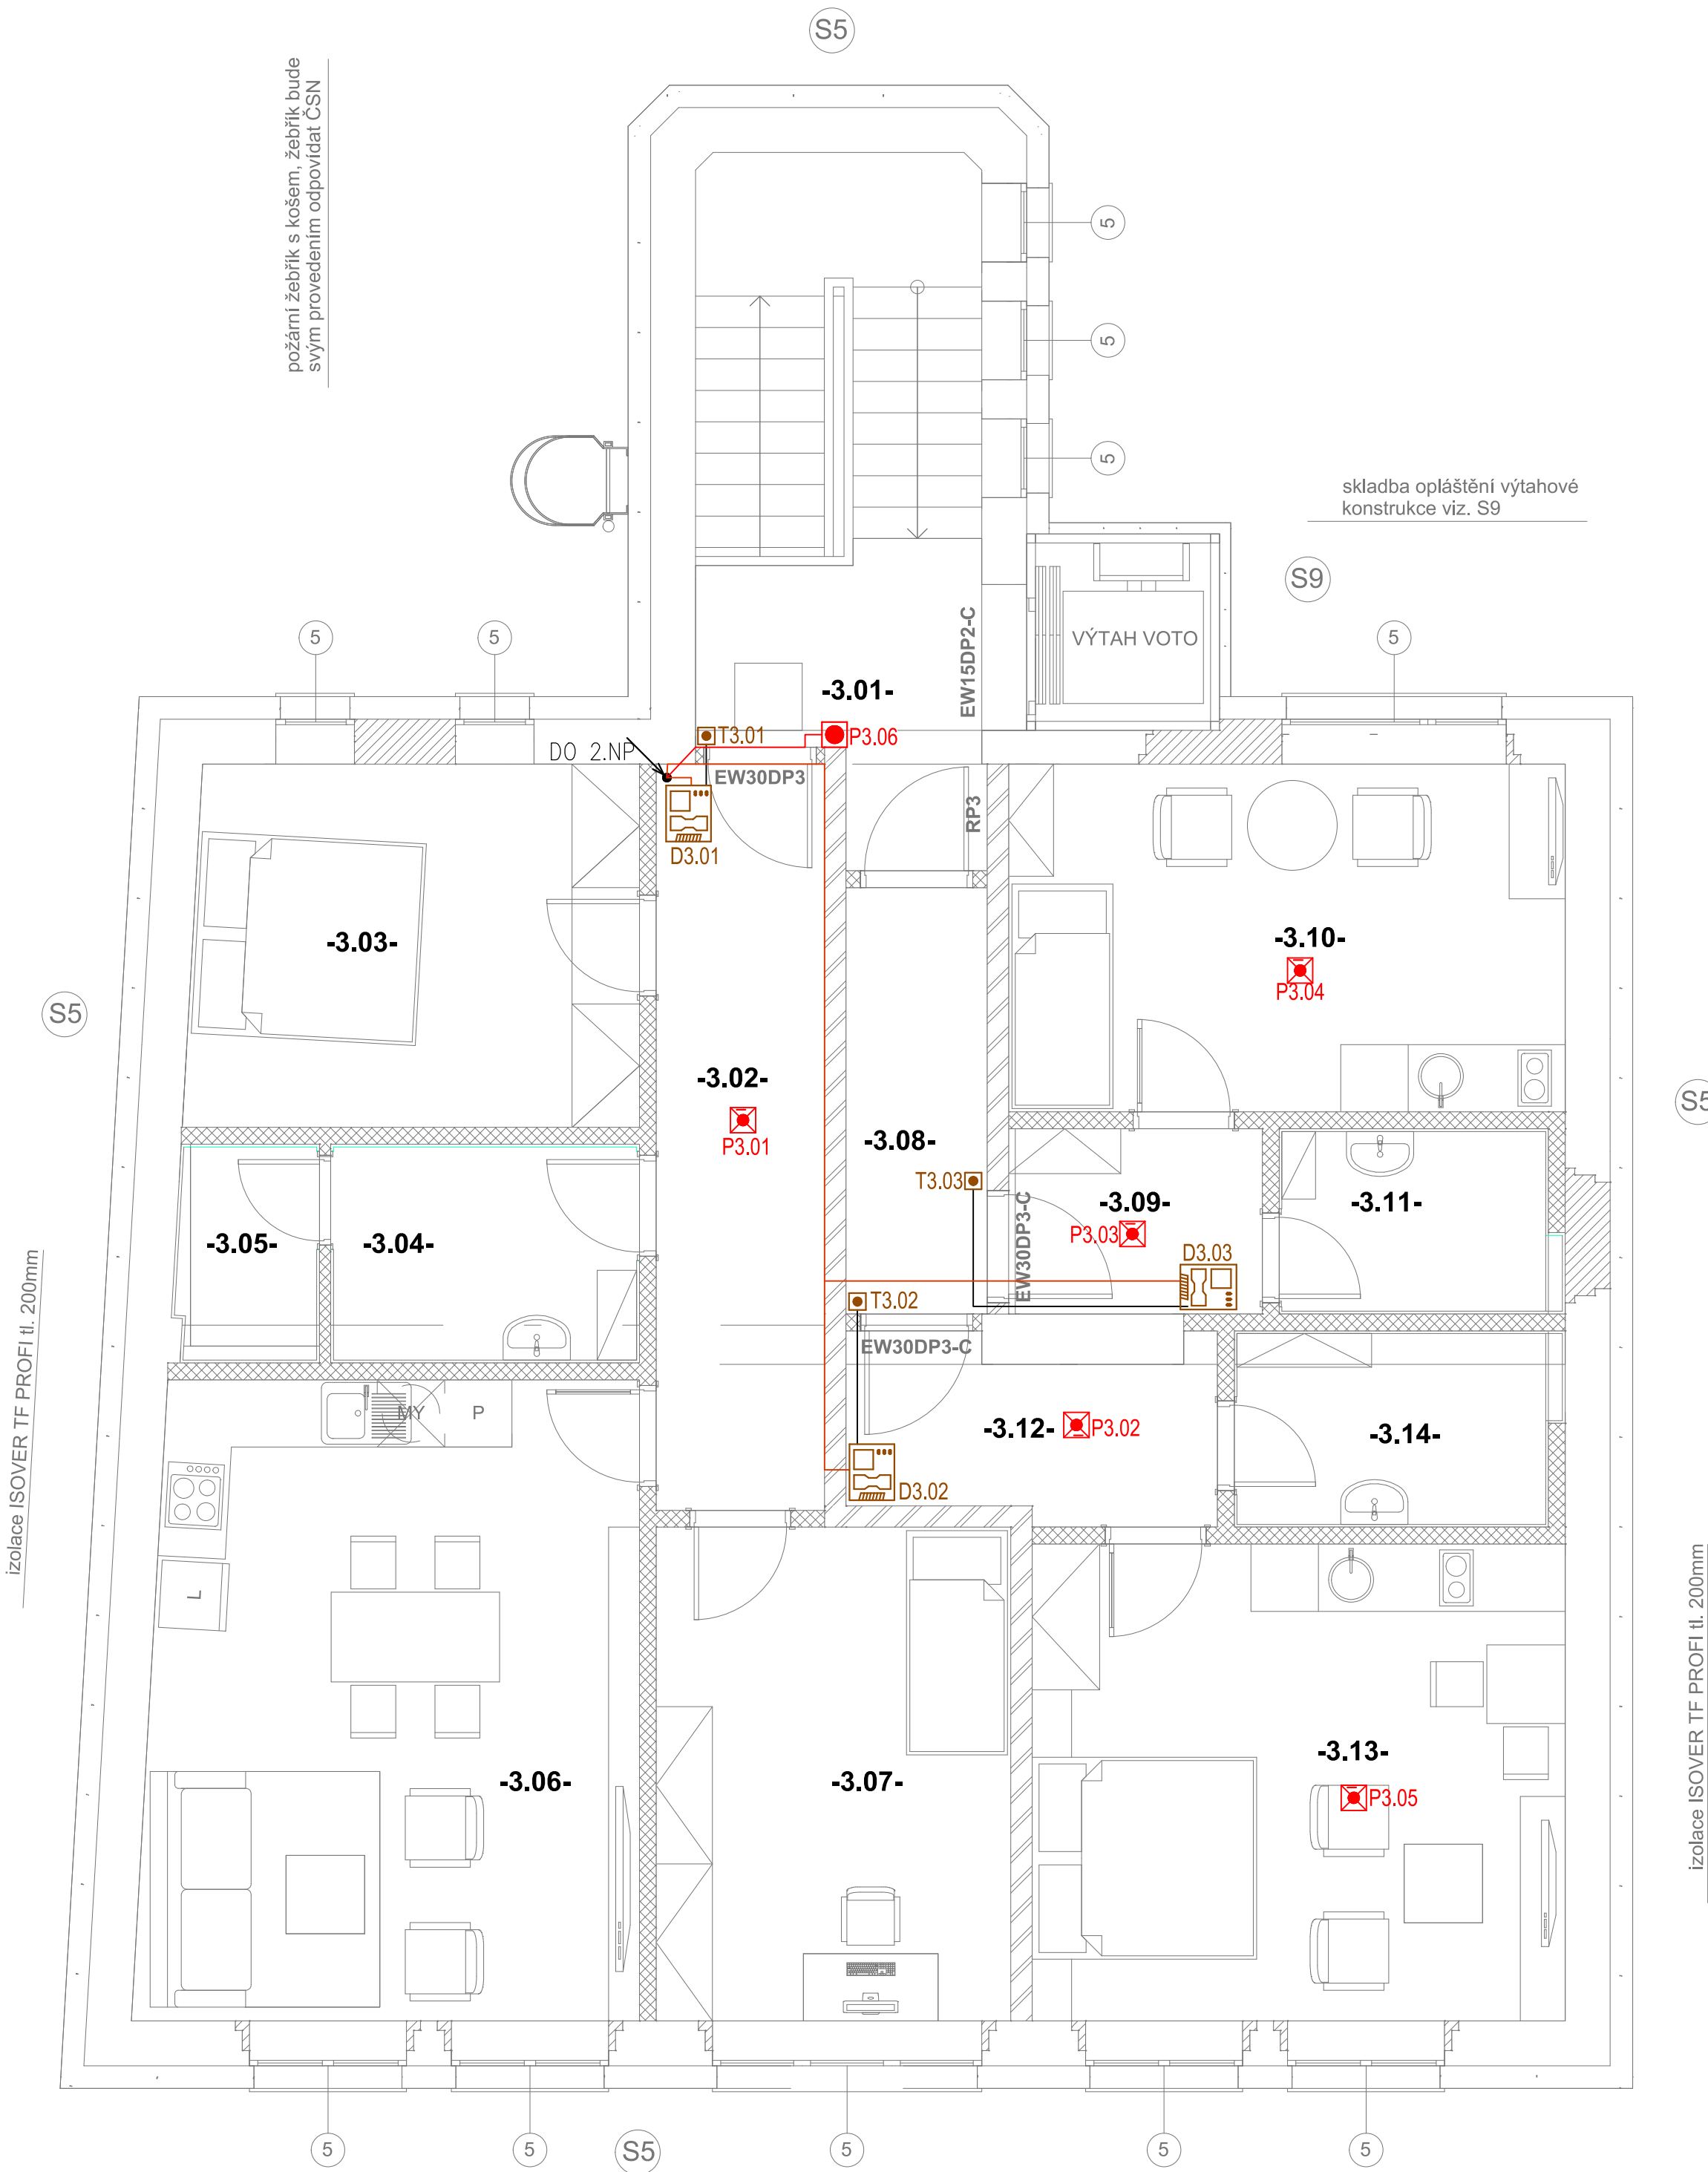 S5
požární žebřík s košem, žebřík bude
svým provedením odpovídat ČSN
5
5
5
skladba opláštění výtahové
konstrukce viz. S9
S9
EW15DP2-C
VÝTAH VOTO
5
5
5
-3.01-
T3.01
P3.06
DO 2.NP
EW30DP3
RP3
D3.01
-3.03-
-3.10-
P3.04
S5
-3.02-
P3.01
S5
-3.08-
T3.03
-3.09-
-3.11-
P3.03
EW30DP3-C
D3.03
-3.05-
-3.04-
T3.02
EW30DP3-C
izolace ISOVER TF PROFI tl. 200mm
MY
P
-3.12-
P3.02
-3.14-
D3.02
L
izolace ISOVER TF PROFI tl. 200mm
-3.06-
-3.07-
-3.13-
P3.05
5
5
S5
5
5
5